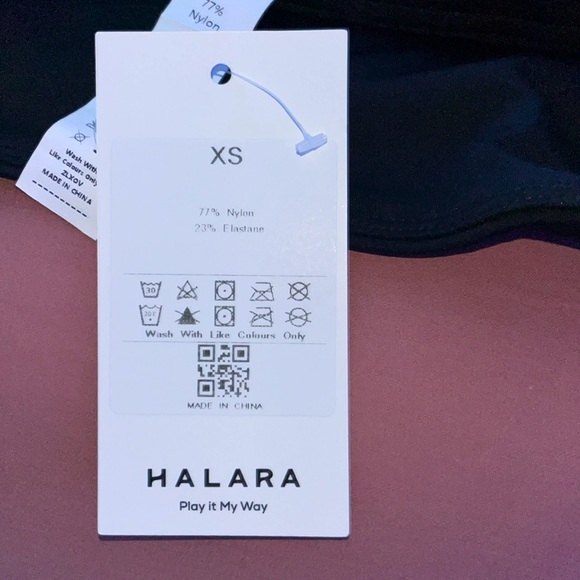 77%
Nylon
Wash With
Like Colours Only
ZLXOV
MADE IN CHINA
XS
77% Nylon
23% Elastane
30
Wash With Like Colours Only
MADE IN CHINA
HALARA
Play it My Way